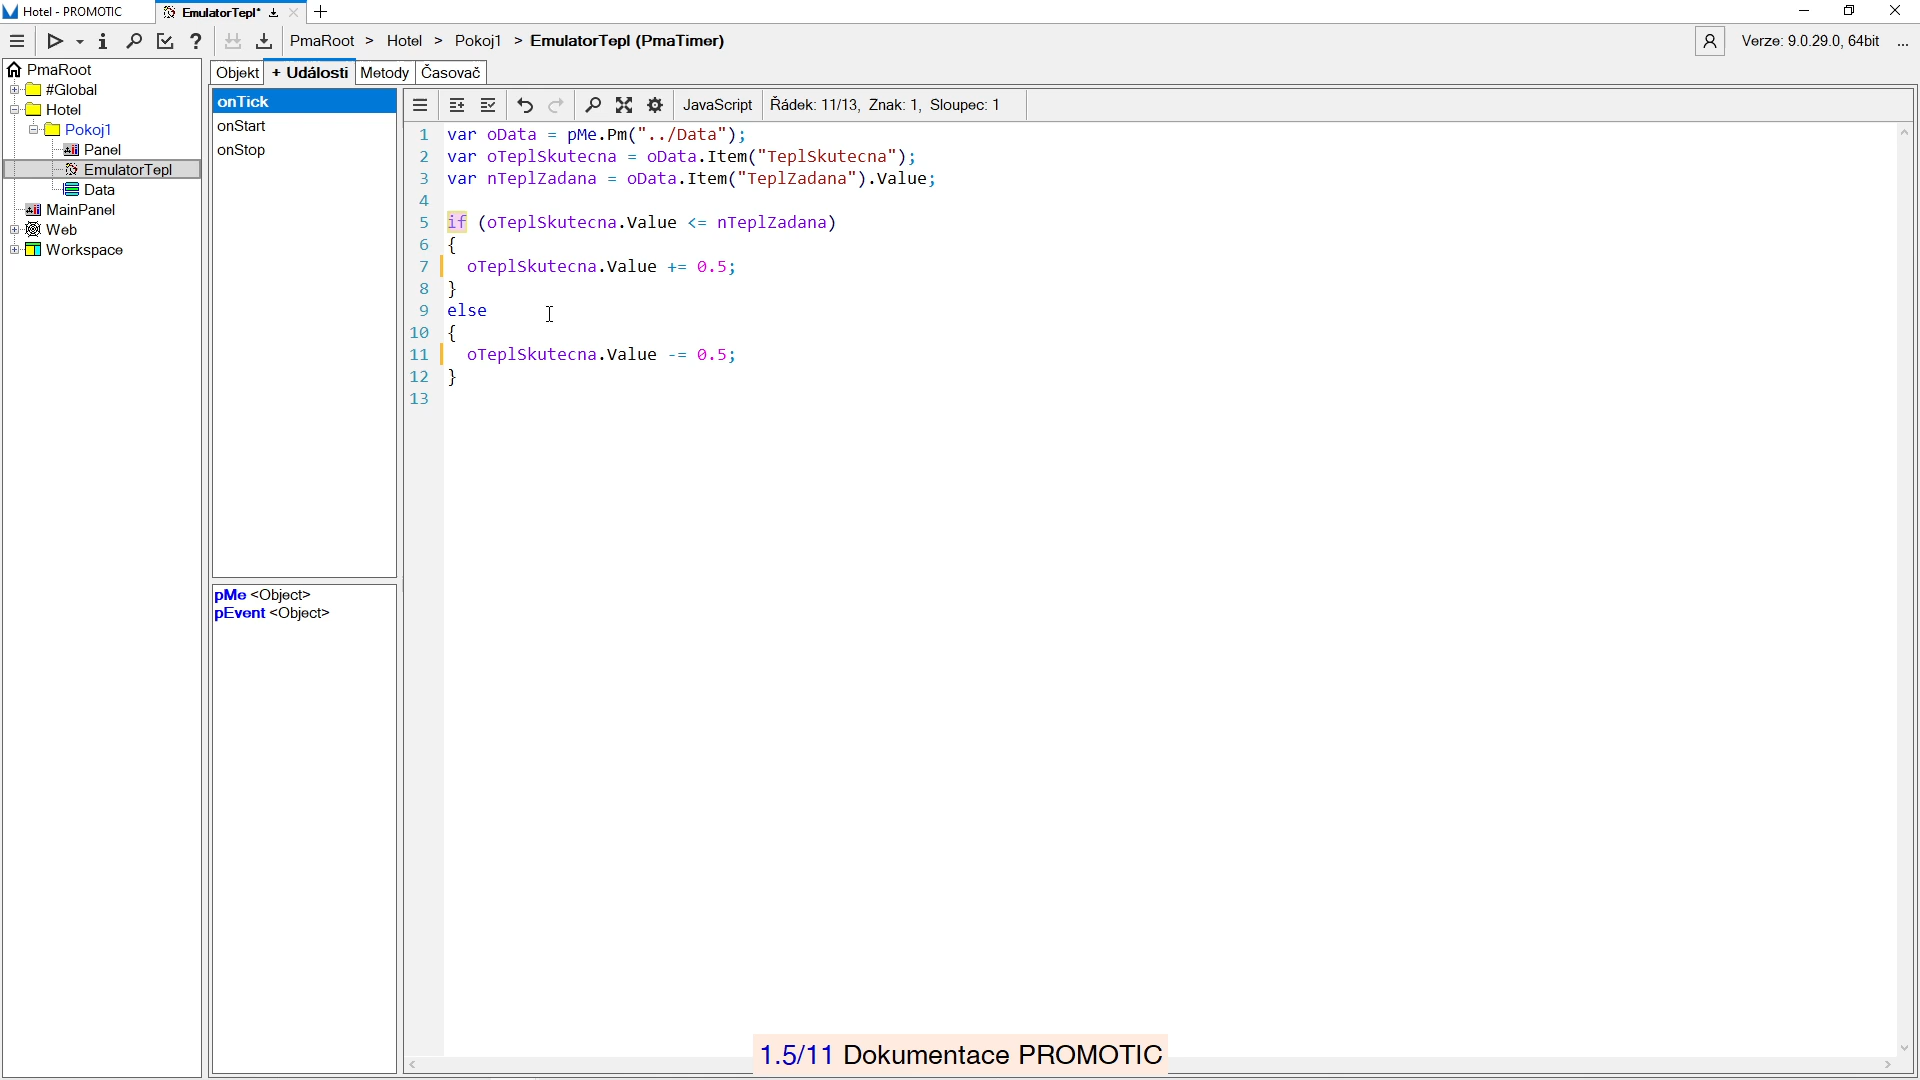 Hotel - PROMOTIC
EmulatorTepl*
PmaRoot > Hotel > Pokoj1 > EmulatorTepl (PmaTimer)
Verze: 9.0.29.0, 64bit ...
PmaRoot
#Global
Hotel
Pokoj1
Panel
EmulatorTepl
Data
MainPanel
Web
Workspace
Objekt + Události Metody Časovač
onTick
onStart
onStop
pMe <Object>
pEvent <Object>
JavaScript Řádek: 11/13, Znak: 1, Sloupec: 1
1 var oData = pMe.Pm("../Data");
2 var oTeplSkutecna = oData.Item("TeplSkutecna");
3 var nTeplZadana = oData.Item("TeplZadana").Value;
4
5 if (oTeplSkutecna.Value <= nTeplZadana)
6 {
7 oTeplSkutecna.Value += 0.5;
8 }
9 else
10 {
11 oTeplSkutecna.Value -= 0.5;
12 }
13
1.5/11 Dokumentace PROMOTIC